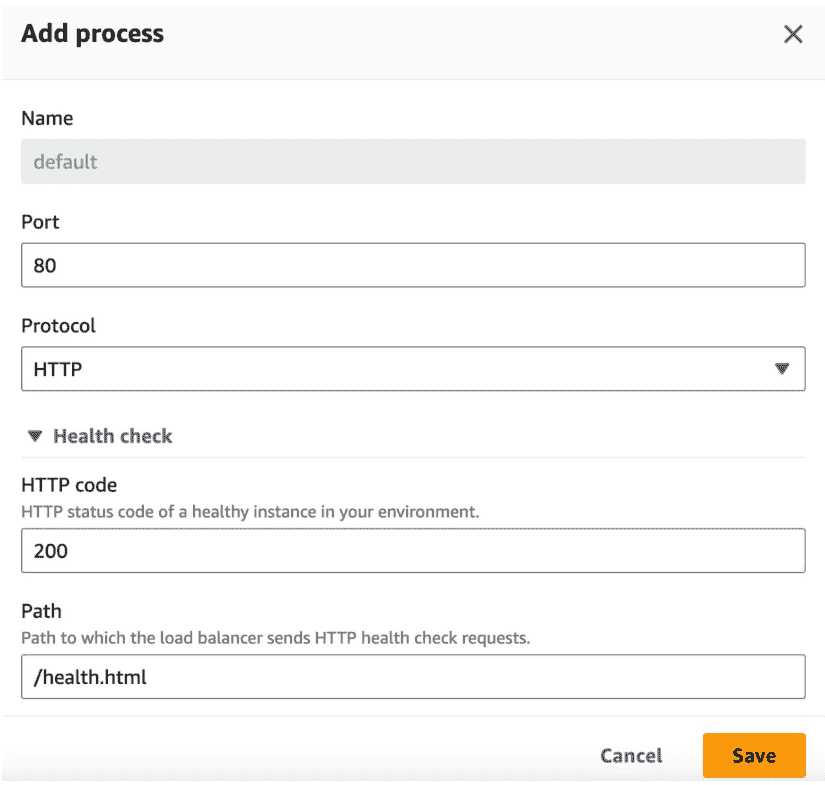 Add process
Name
default
Port
80
Protocol
HTTP
Health check
HTTP code
HTTP status code of a healthy instance in your environment.
200
Path
Path to which the load balancer sends HTTP health check requests.
/health.html
Cancel Save